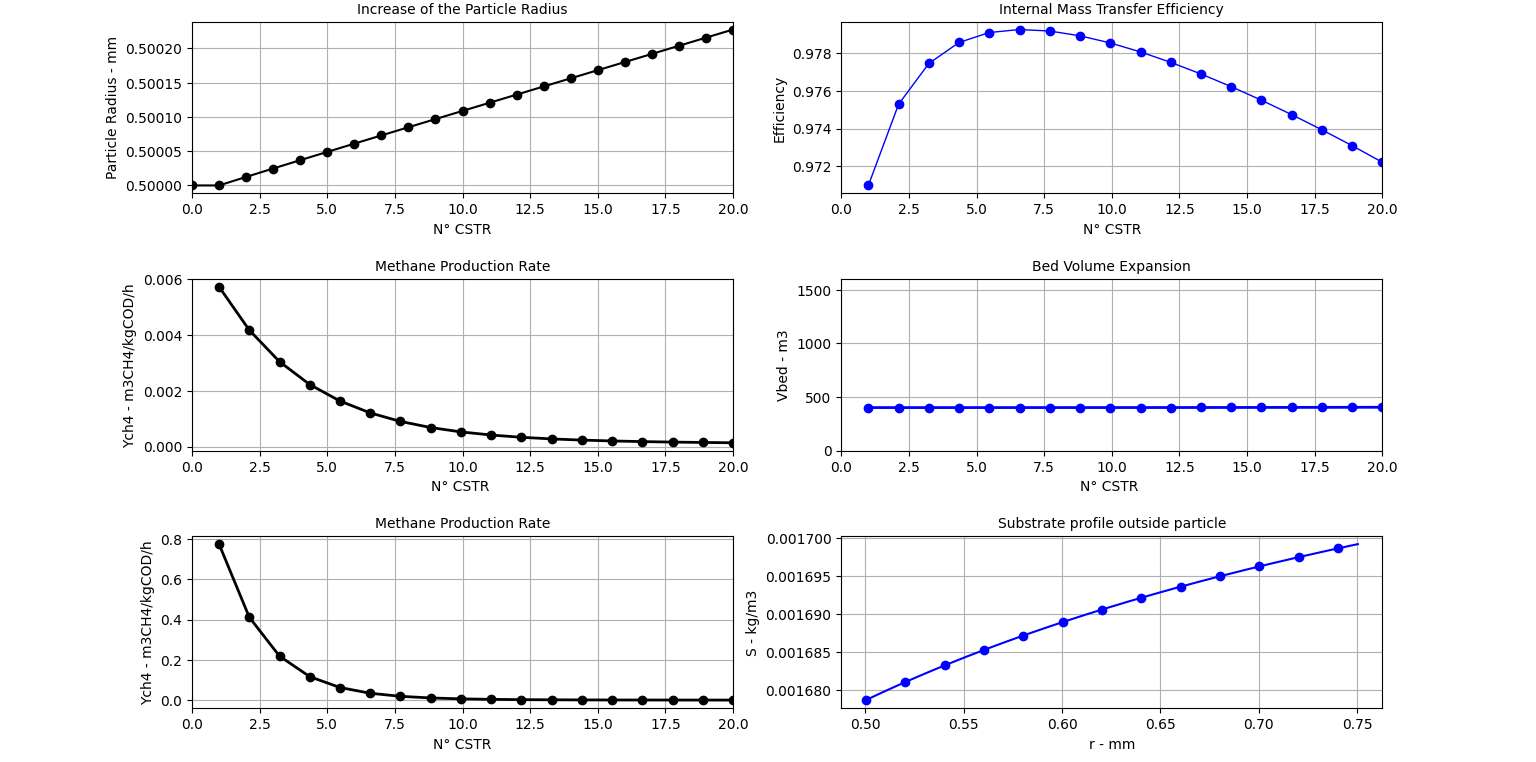 Increase of the Particle Radius
Particle Radius - mm
0.50020
0.50015
0.50010
0.50005
0.50000
0.0 2.5 5.0 7.5 10.0 12.5 15.0 17.5 20.0
N° CSTR
Internal Mass Transfer Efficiency
Efficiency
0.978
0.976
0.974
0.972
0.0 2.5 5.0 7.5 10.0 12.5 15.0 17.5 20.0
N° CSTR
Methane Production Rate
Ych4 - m3CH4/kgCOD/h
0.006
0.004
0.002
0.000
0.0 2.5 5.0 7.5 10.0 12.5 15.0 17.5 20.0
N° CSTR
Bed Volume Expansion
Vbed - m3
1500
1000
500
0
0.0 2.5 5.0 7.5 10.0 12.5 15.0 17.5 20.0
N° CSTR
Methane Production Rate
Ych4 - m3CH4/kgCOD/h
0.8
0.6
0.4
0.2
0.0
0.0 2.5 5.0 7.5 10.0 12.5 15.0 17.5 20.0
N° CSTR
Substrate profile outside particle
S - kg/m3
0.001700
0.001695
0.001690
0.001685
0.001680
0.50 0.55 0.60 0.65 0.70 0.75
r - mm